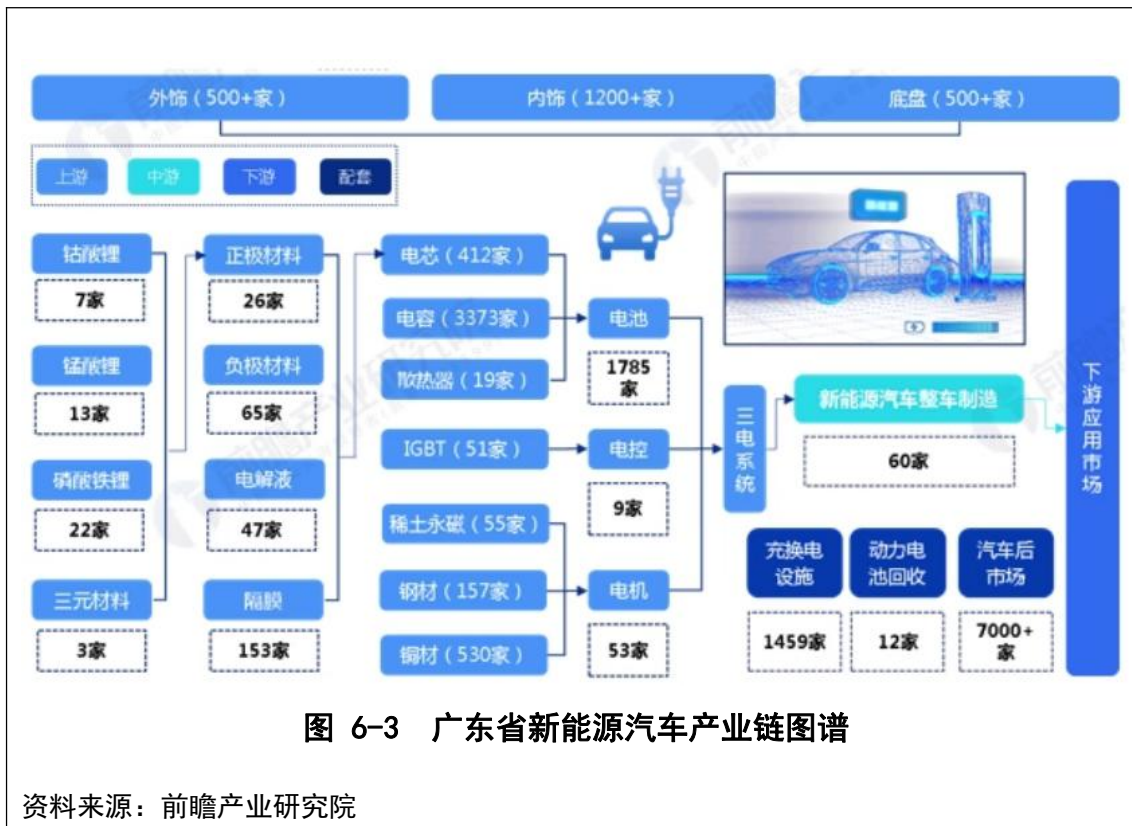 外饰（500+家）
内饰（1200+家）
底盘（500+家）
上游
中游
下游
配套
钴酸锂
7家
锰酸锂
13家
磷酸铁锂
22家
三元材料
3家
正极材料
26家
负极材料
65家
电解液
47家
隔膜
153家
电芯（412家）
电容（3373家）
散热器（19家）
IGBT（51家）
稀土永磁（55家）
钢材（157家）
铜材（530家）
电池
1785
家
电控
9家
电机
53家
三电系统
新能源汽车整车制造
60家
充换电
设施
1459家
动力电
池回收
12家
汽车后
市场
7000+
家
下游应用市场
图 6-3 广东省新能源汽车产业链图谱
资料来源：前瞻产业研究院